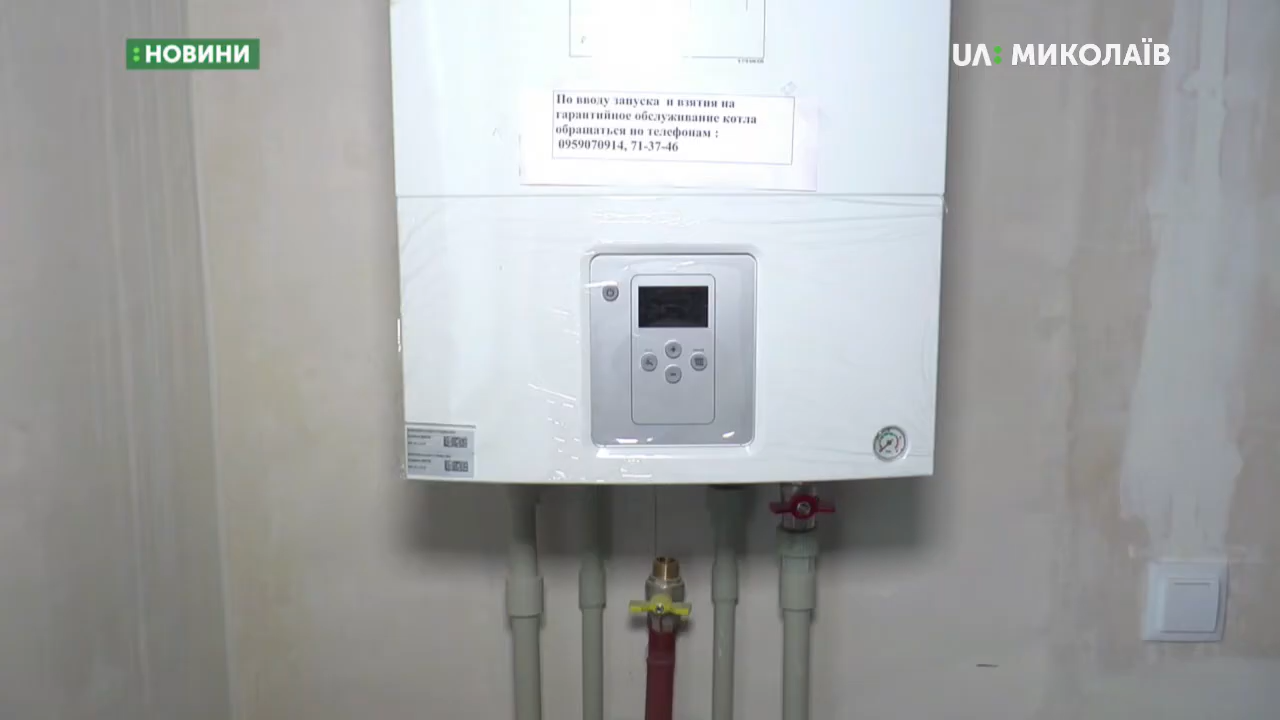 :НОВИНИ
UA: МИКОЛАЇВ
По вводу запуска и взятия на
гарантийное обслуживание котла
обращаться по телефонам :
0959070914, 71-37-46